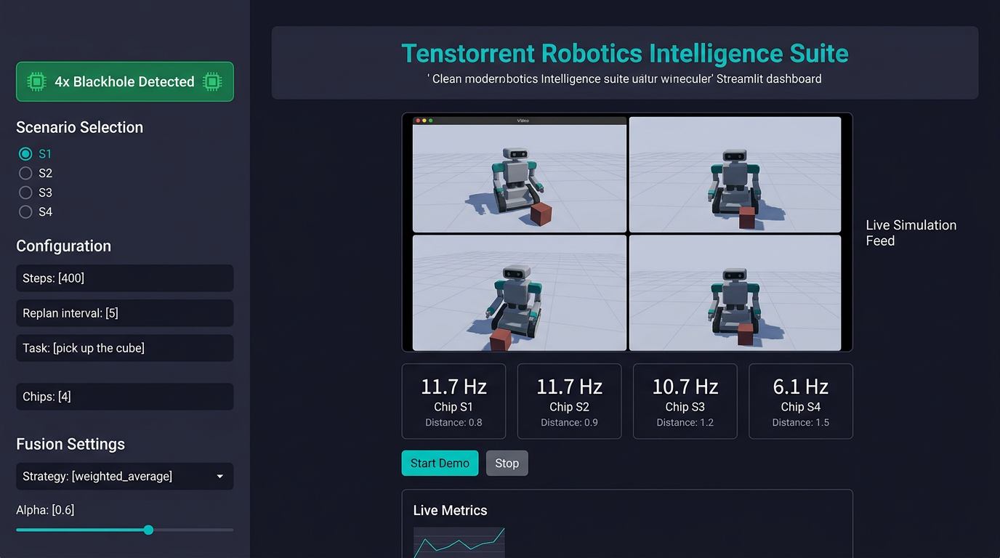 4x Blackhole Detected
Scenario Selection
S1
S2
S3
S4
Configuration
Steps: [400]
Replan interval: [5]
Task: [pick up the cube]
Chips: [4]
Fusion Settings
Strategy: [weighted_average]
Alpha: [0.6]
Tenstorrent Robotics Intelligence Suite
' Clean modernbotics Intelligence suite ualur wineculer' Streamlit dashboard
Video
Live Simulation
Feed
11.7 Hz
Chip S1
Distance: 0.8
11.7 Hz
Chip S2
Distance: 0.9
10.7 Hz
Chip S3
Distance: 1.2
6.1 Hz
Chip S4
Distance: 1.5
Start Demo
Stop
Live Metrics